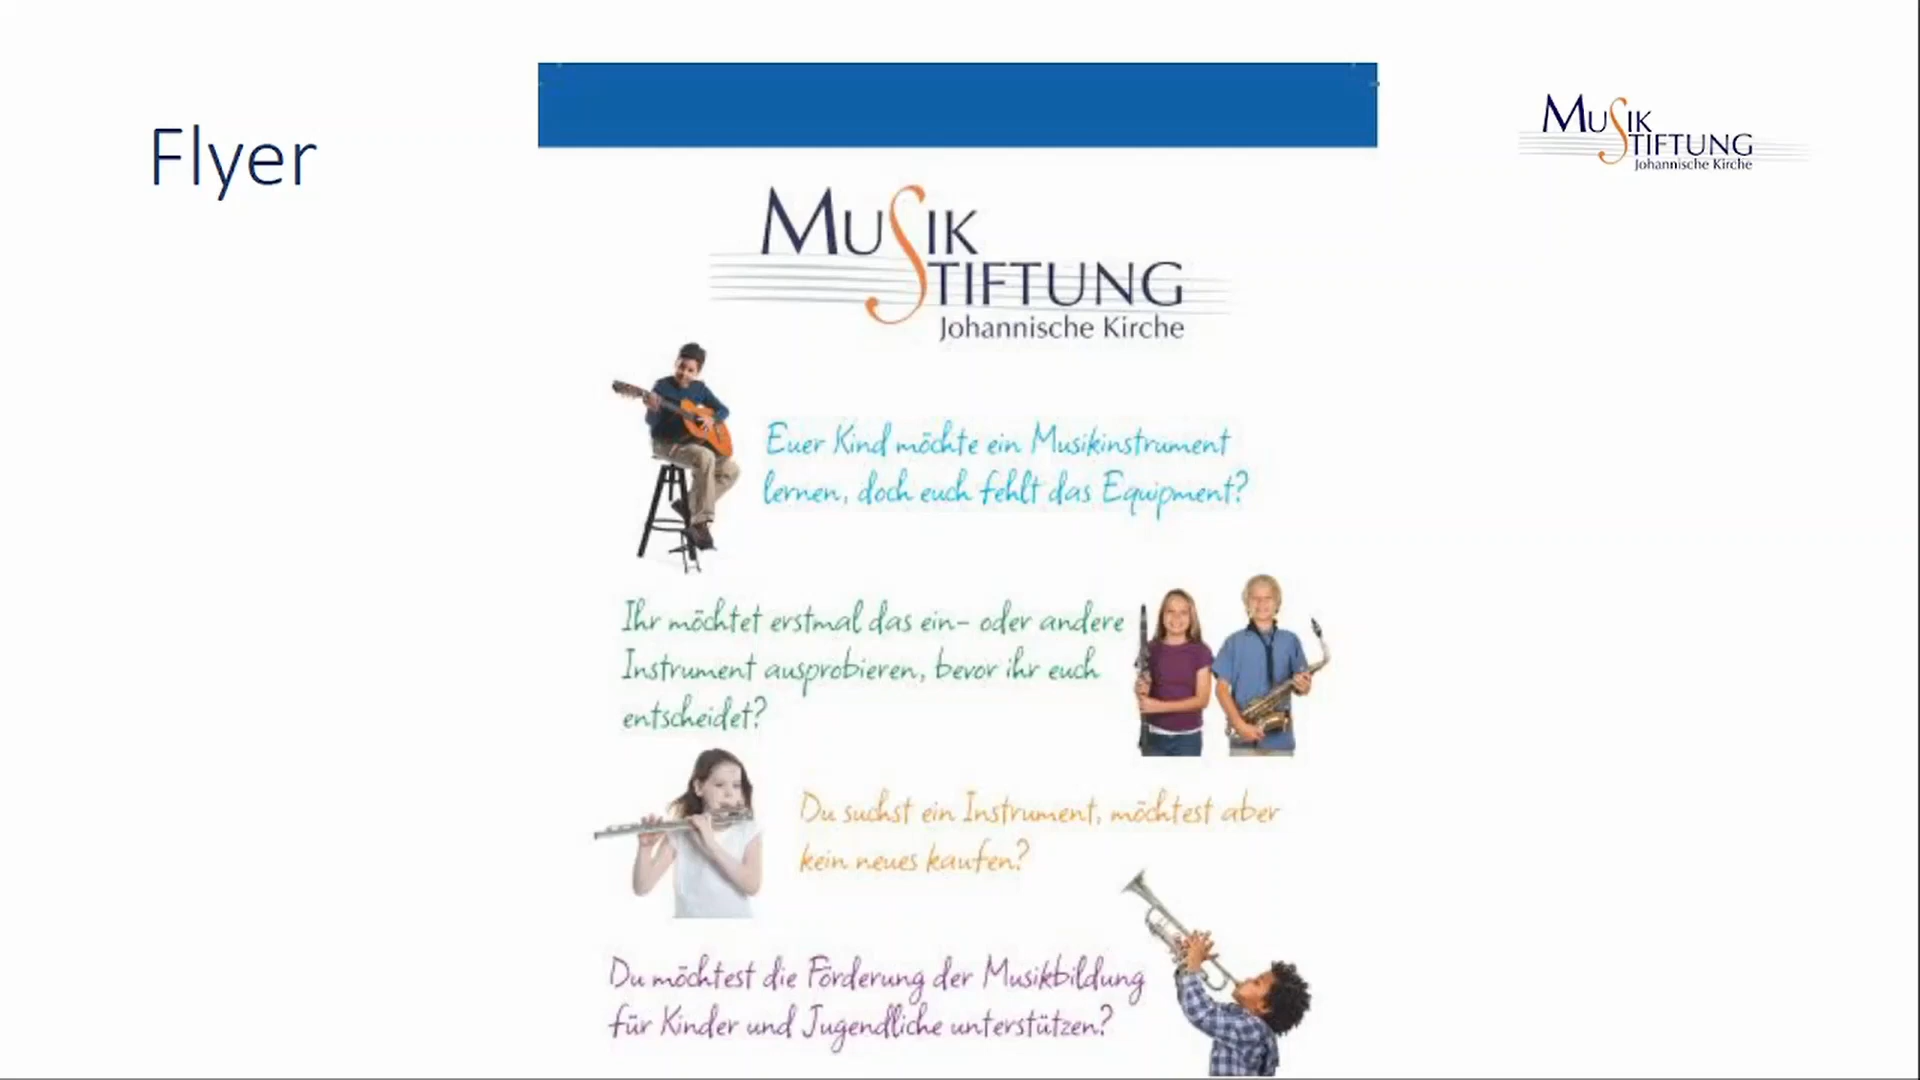 Flyer
MUSIK
STIFTUNG
Johannische Kirche
MUSIK
STIFTUNG
Johannische Kirche
Euer Kind möchte ein Musikinstrument
lernen, doch euch fehlt das Equipment?
Ihr möchtet erstmal das ein- oder andere
Instrument ausprobieren, bevor ihr euch
entscheidet?
Du suchst ein Instrument, möchtest aber
kein neues kaufen?
Du möchtest die Förderung der Musikbildung
für Kinder und Jugendliche unterstützen?